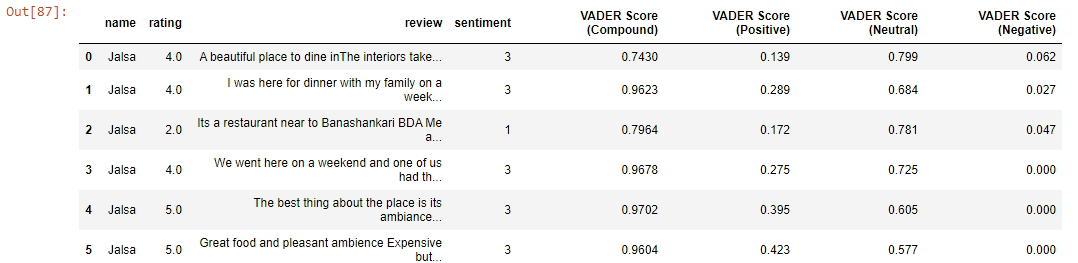 Out[87]:
name rating review sentiment VADER Score (Compound) VADER Score (Positive) VADER Score (Neutral) VADER Score (Negative)
0 Jalsa 4.0 A beautiful place to dine inThe interiors take... 3 0.7430 0.139 0.799 0.062
1 Jalsa 4.0 I was here for dinner with my family on a week... 3 0.9623 0.289 0.684 0.027
2 Jalsa 2.0 Its a restaurant near to Banashankari BDA Me a... 1 0.7964 0.172 0.781 0.047
3 Jalsa 4.0 We went here on a weekend and one of us had th... 3 0.9678 0.275 0.725 0.000
4 Jalsa 5.0 The best thing about the place is its ambiance... 3 0.9702 0.395 0.605 0.000
5 Jalsa 5.0 Great food and pleasant ambience Expensive but... 3 0.9604 0.423 0.577 0.000